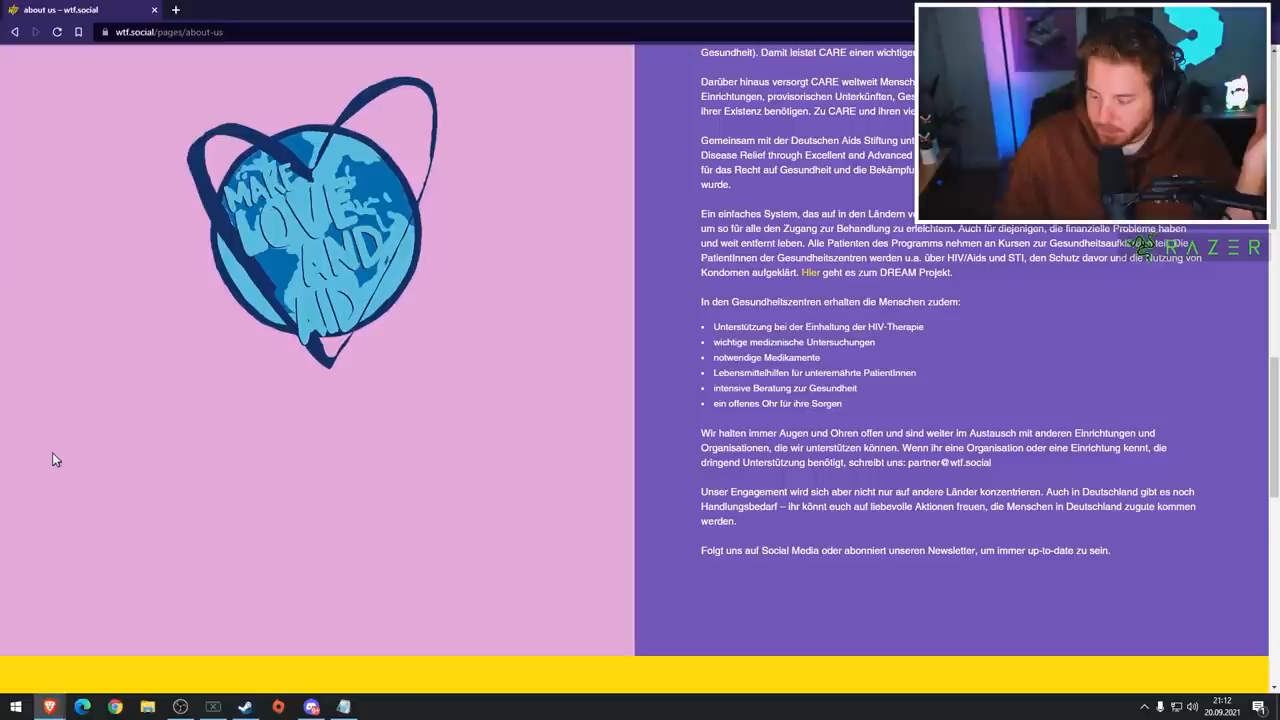 about us – wtf.social
wtf.social/pages/about-us
Gesundheit). Damit leistet CARE einen
Darüber hinaus versorgt CARE weltweit
Einrichtungen, provisorischen Unterkünften,
ihrer Existenz benötigen. Zu CARE und ihren
Gemeinsam mit der Deutschen Aids Stiftung
Disease Relief through Excellent and Advanced
für das Recht auf Gesundheit und die
wurde.
Ein einfaches System, das auf in den Ländern
um so für alle den Zugang zur Behandlung zu erleichtern. Auch für diejenigen, die finanzielle Probleme haben
und weit entfernt leben. Alle Patienten des Programms nehmen an Kursen zur teil. Die
PatientInnen der Gesundheitszentren werden u.a. über HIV/Aids und STI, den Schutz davor und die Nutzung von
Kondomen aufgeklärt. Hier geht es zum DREAM Projekt.
RAZER
In den Gesundheitszentren erhalten die Menschen zudem:
• Unterstützung bei der Einhaltung der HIV-Therapie
• wichtige medizinische Untersuchungen
• notwendige Medikamente
• Lebensmittelhilfen für unterernährte PatientInnen
• intensive Beratung zur Gesundheit
• ein offenes Ohr für ihre Sorgen
Wir halten immer Augen und Ohren offen und sind weiter im Austausch mit anderen Einrichtungen und
Organisationen, die wir unterstützen können. Wenn ihr eine Organisation oder eine Einrichtung kennt, die
dringend Unterstützung benötigt, schreibt uns: partner@wtf.social
Unser Engagement wird sich aber nicht nur auf andere Länder konzentrieren. Auch in Deutschland gibt es noch
Handlungsbedarf – ihr könnt euch auf liebevolle Aktionen freuen, die Menschen in Deutschland zugute kommen
werden.
Folgt uns auf Social Media oder abonniert unseren Newsletter, um immer up-to-date zu sein.
21:12
20.09.2021